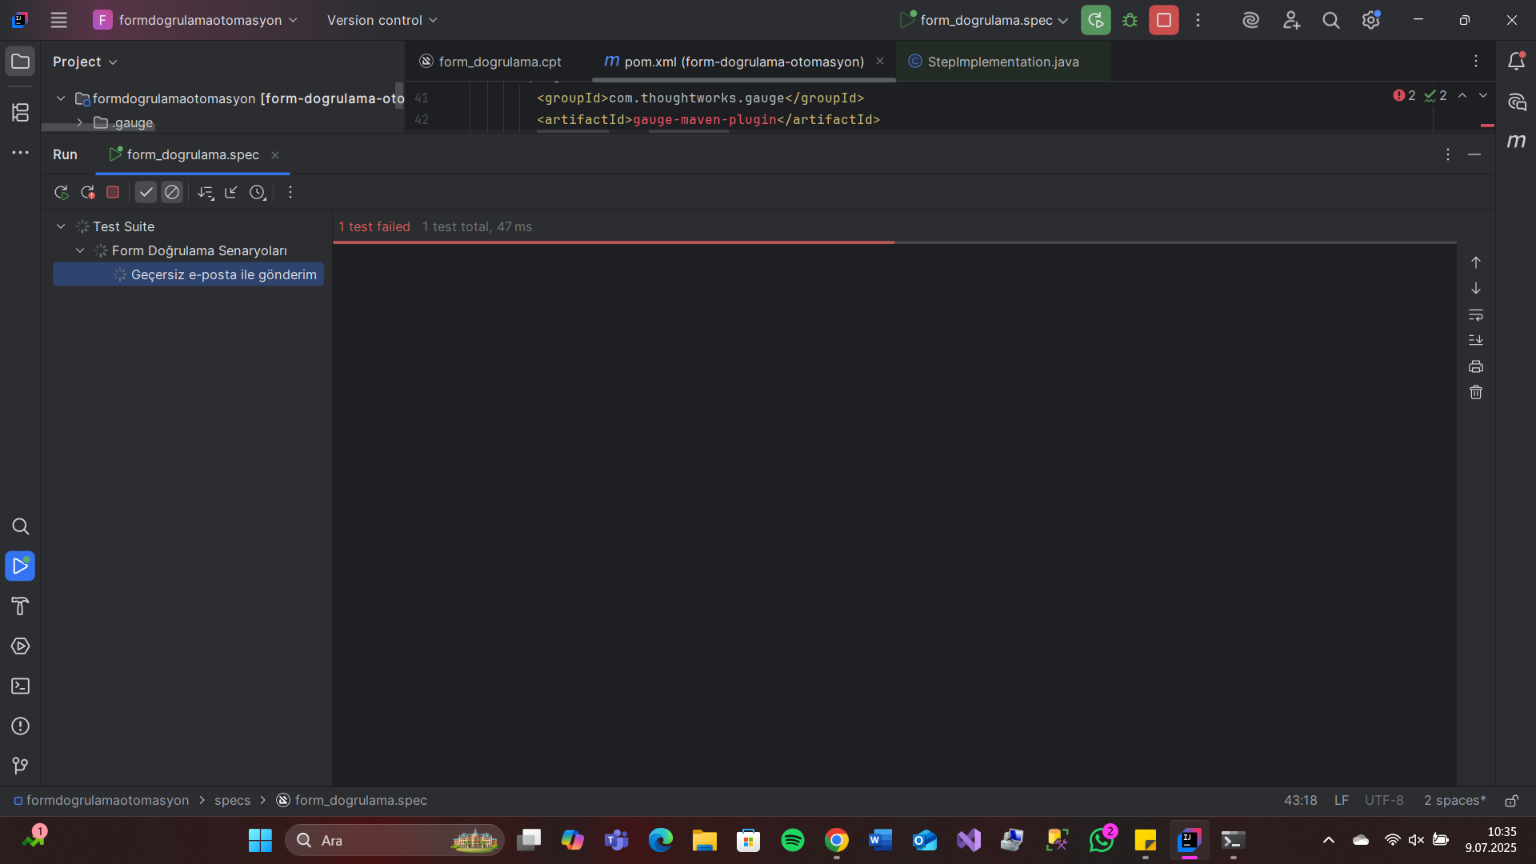 F formdogrulamaotomasyon Version control form_dogrulama.spec
Project form_dogrulama.cpt m pom.xml (form-dogrulama-otomasyon) C StepImplementation.java
formdogrulamaotomasyon [form-dogrulama-oto 41 <groupId>com.thoughtworks.gauge</groupId> 2 2
.gauge 42 <artifactId>gauge-maven-plugin</artifactId>
m
Run form_dogrulama.spec
Test Suite 1 test failed 1 test total, 47 ms
Form Doğrulama Senaryoları
Geçersiz e-posta ile gönderim
formdogrulamaotomasyon > specs > form_dogrulama.spec 43:18 LF UTF-8 2 spaces*
1 Ara 2 10:35
9.07.2025